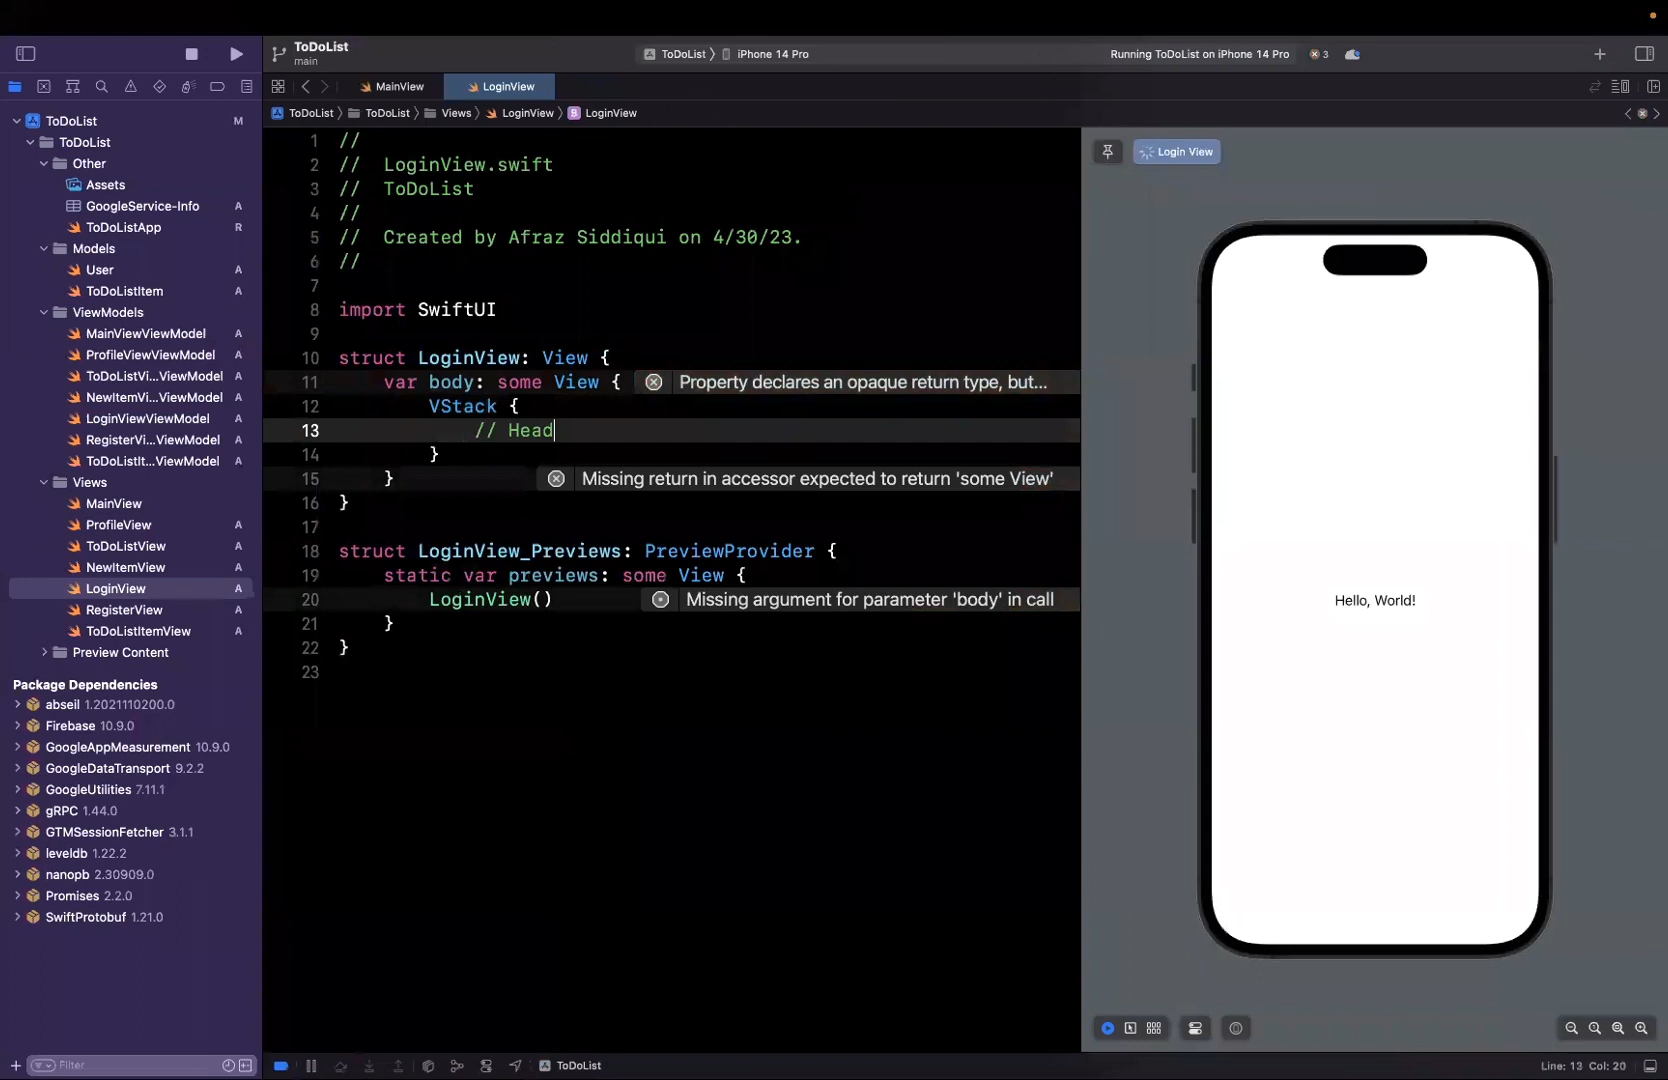 ToDoList
main
ToDoList
iPhone 14 Pro
Running ToDoList on iPhone 14 Pro
3
MainView
LoginView
ToDoList
ToDoList
Views
LoginView
LoginView
ToDoList M
ToDoList
Other
Assets
GoogleService-Info A
ToDoListApp R
Models
User A
ToDoListItem A
ViewModels
MainViewViewModel A
ProfileViewViewModel A
ToDoListVi...ViewModel A
NewItemVi...ViewModel A
LoginViewViewModel A
RegisterVi...ViewModel A
ToDoListIt...ViewModel A
Views
MainView
ProfileView A
ToDoListView A
NewItemView A
LoginView A
RegisterView A
ToDoListItemView A
Preview Content
Package Dependencies
abseil 1.2021110200.0
Firebase 10.9.0
GoogleAppMeasurement 10.9.0
GoogleDataTransport 9.2.2
GoogleUtilities 7.11.1
gRPC 1.44.0
GTMSessionFetcher 3.1.1
leveldb 1.22.2
nanopb 2.30909.0
Promises 2.2.0
SwiftProtobuf 1.21.0
Filter
1 //
2 // LoginView.swift
3 // ToDoList
4 //
5 // Created by Afraz Siddiqui on 4/30/23.
6 //
7
8 import SwiftUI
9
10 struct LoginView: View {
11 var body: some View { Property declares an opaque return type, but...
12 VStack {
13 // Head
14 }
15 } Missing return in accessor expected to return 'some View'
16 }
17
18 struct LoginView_Previews: PreviewProvider {
19 static var previews: some View {
20 LoginView() Missing argument for parameter 'body' in call
21 }
22 }
23
Login View
Hello, World!
ToDoList
Line: 13 Col: 20